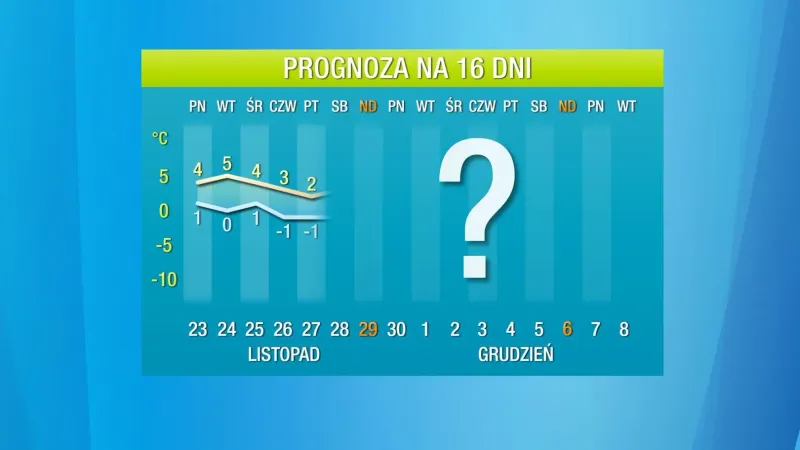 PROGNOZA NA 16 DNI
PN WT ŚR CZW PT SB ND PN WT ŚR CZW PT SB ND PN WT
°C
5
0
-5
-10
4 5 4 3 2
1 0 1 -1 -1
?
23 24 25 26 27 28 29 30 1 2 3 4 5 6 7 8
LISTOPAD GRUDZIEŃ